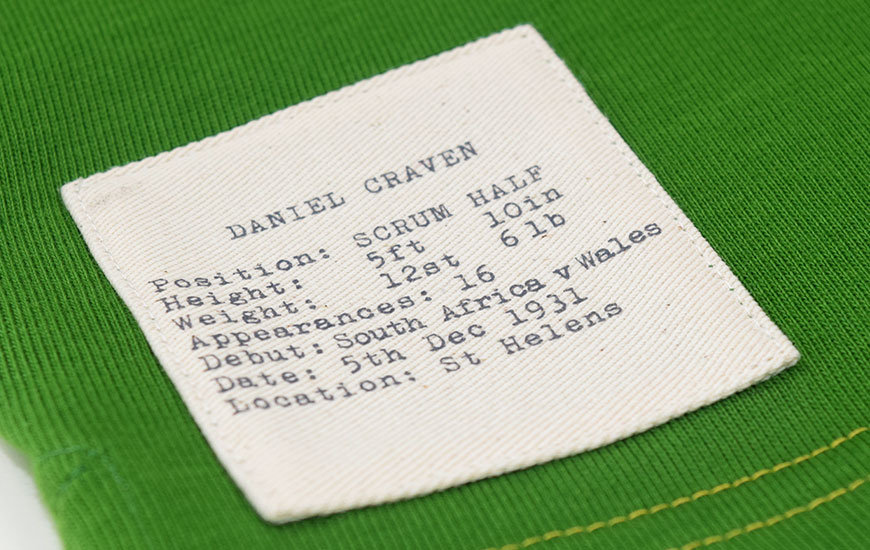 DANIEL CRAVEN
Position: SCRUM HALF
Height: 5ft 10in
Weight: 12st 6lb
Appearances: 16
Debut: South Africa v Wales
Date: 5th Dec 1931
Location: St Helens